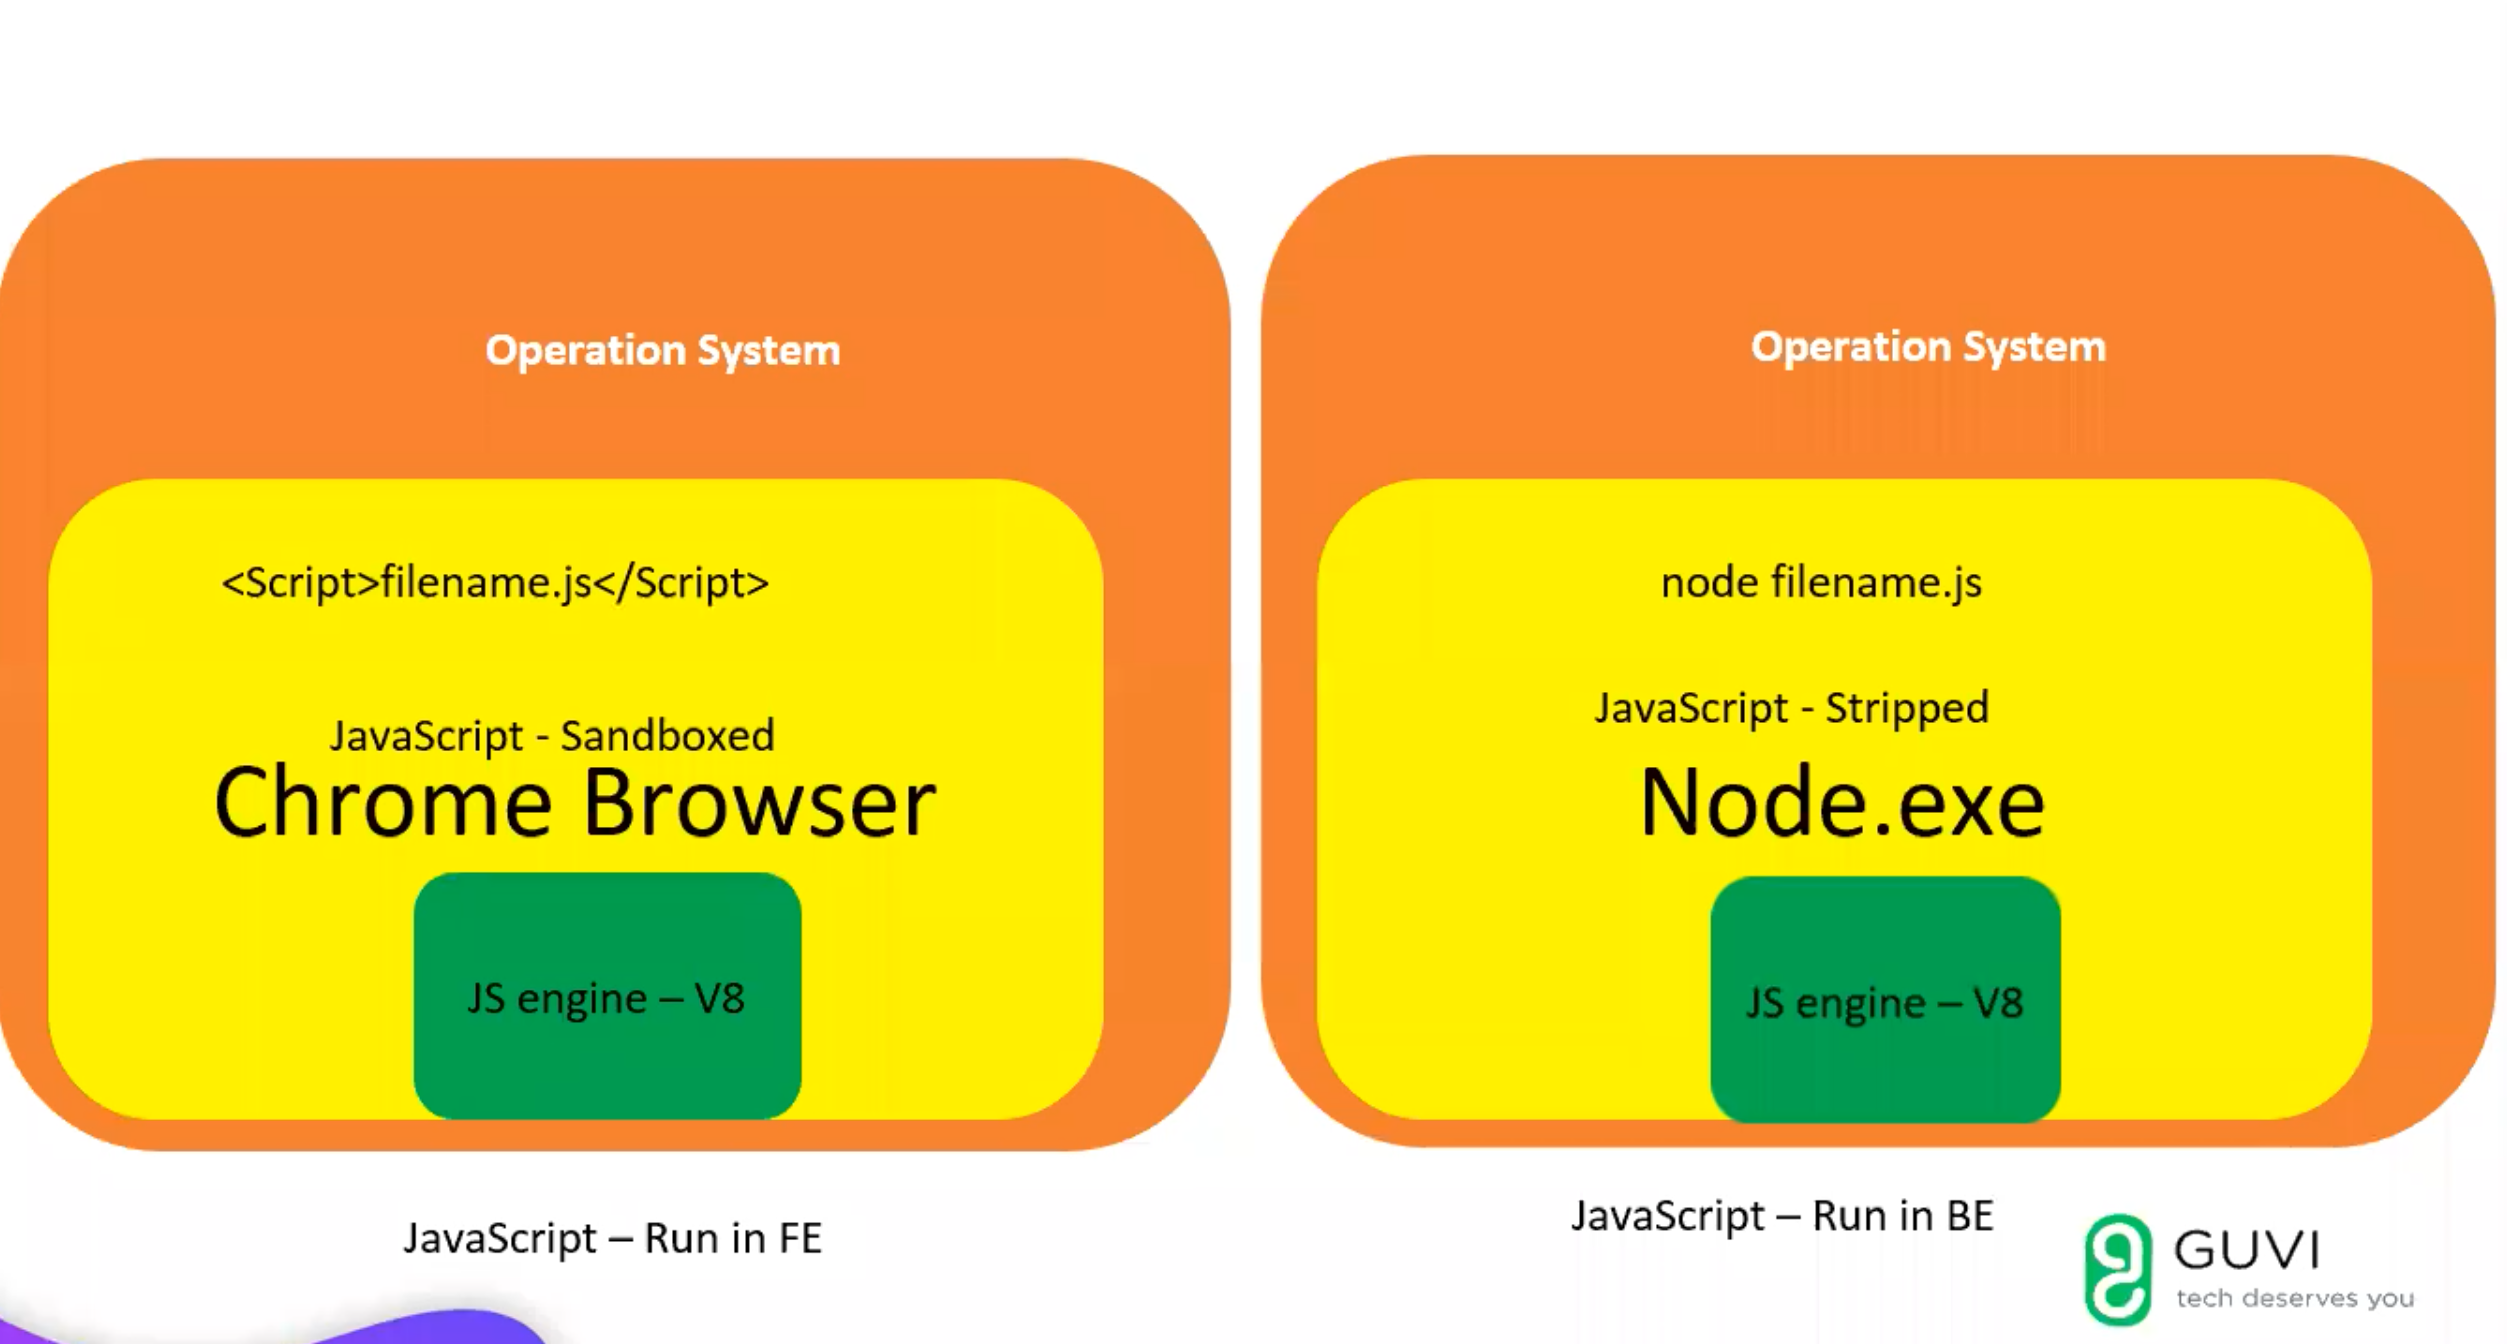 Operation System
<Script>filename.js</Script>
JavaScript - Sandboxed
Chrome Browser
JS engine – V8
JavaScript – Run in FE
Operation System
node filename.js
JavaScript - Stripped
Node.exe
JS engine – V8
JavaScript – Run in BE
GUVI
tech deserves you